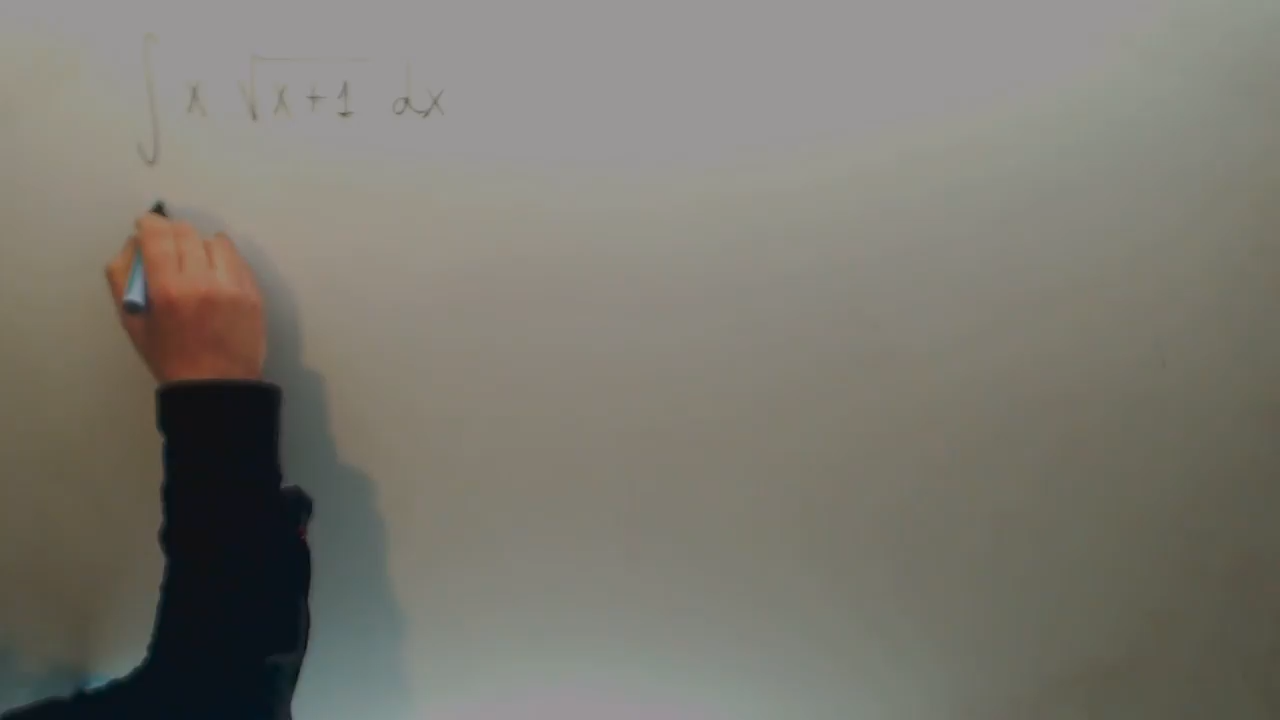 ∫ x √x+1 dx